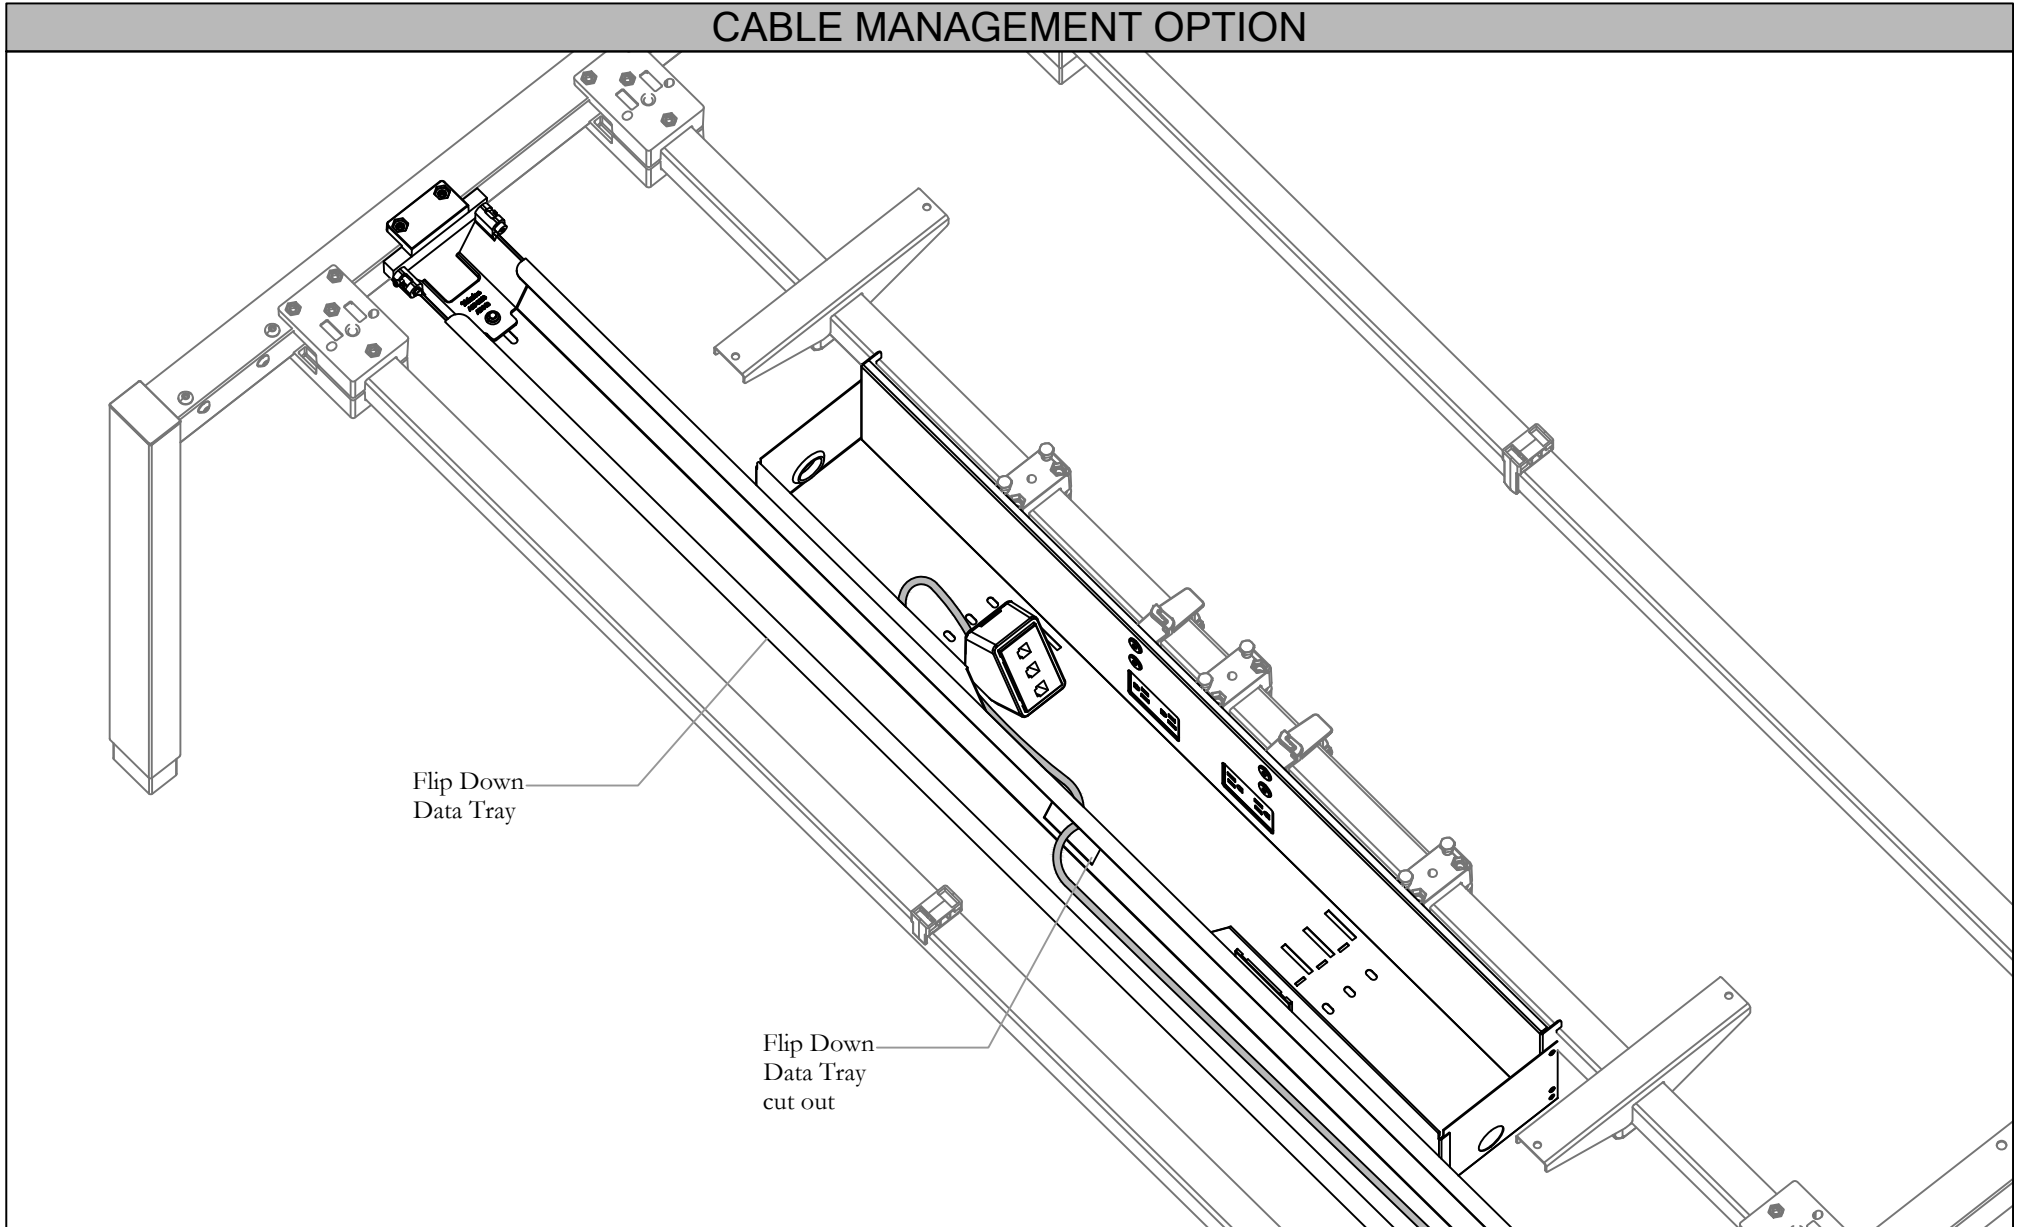 CABLE MANAGEMENT OPTION
Flip Down
Data Tray
Flip Down
Data Tray
cut out